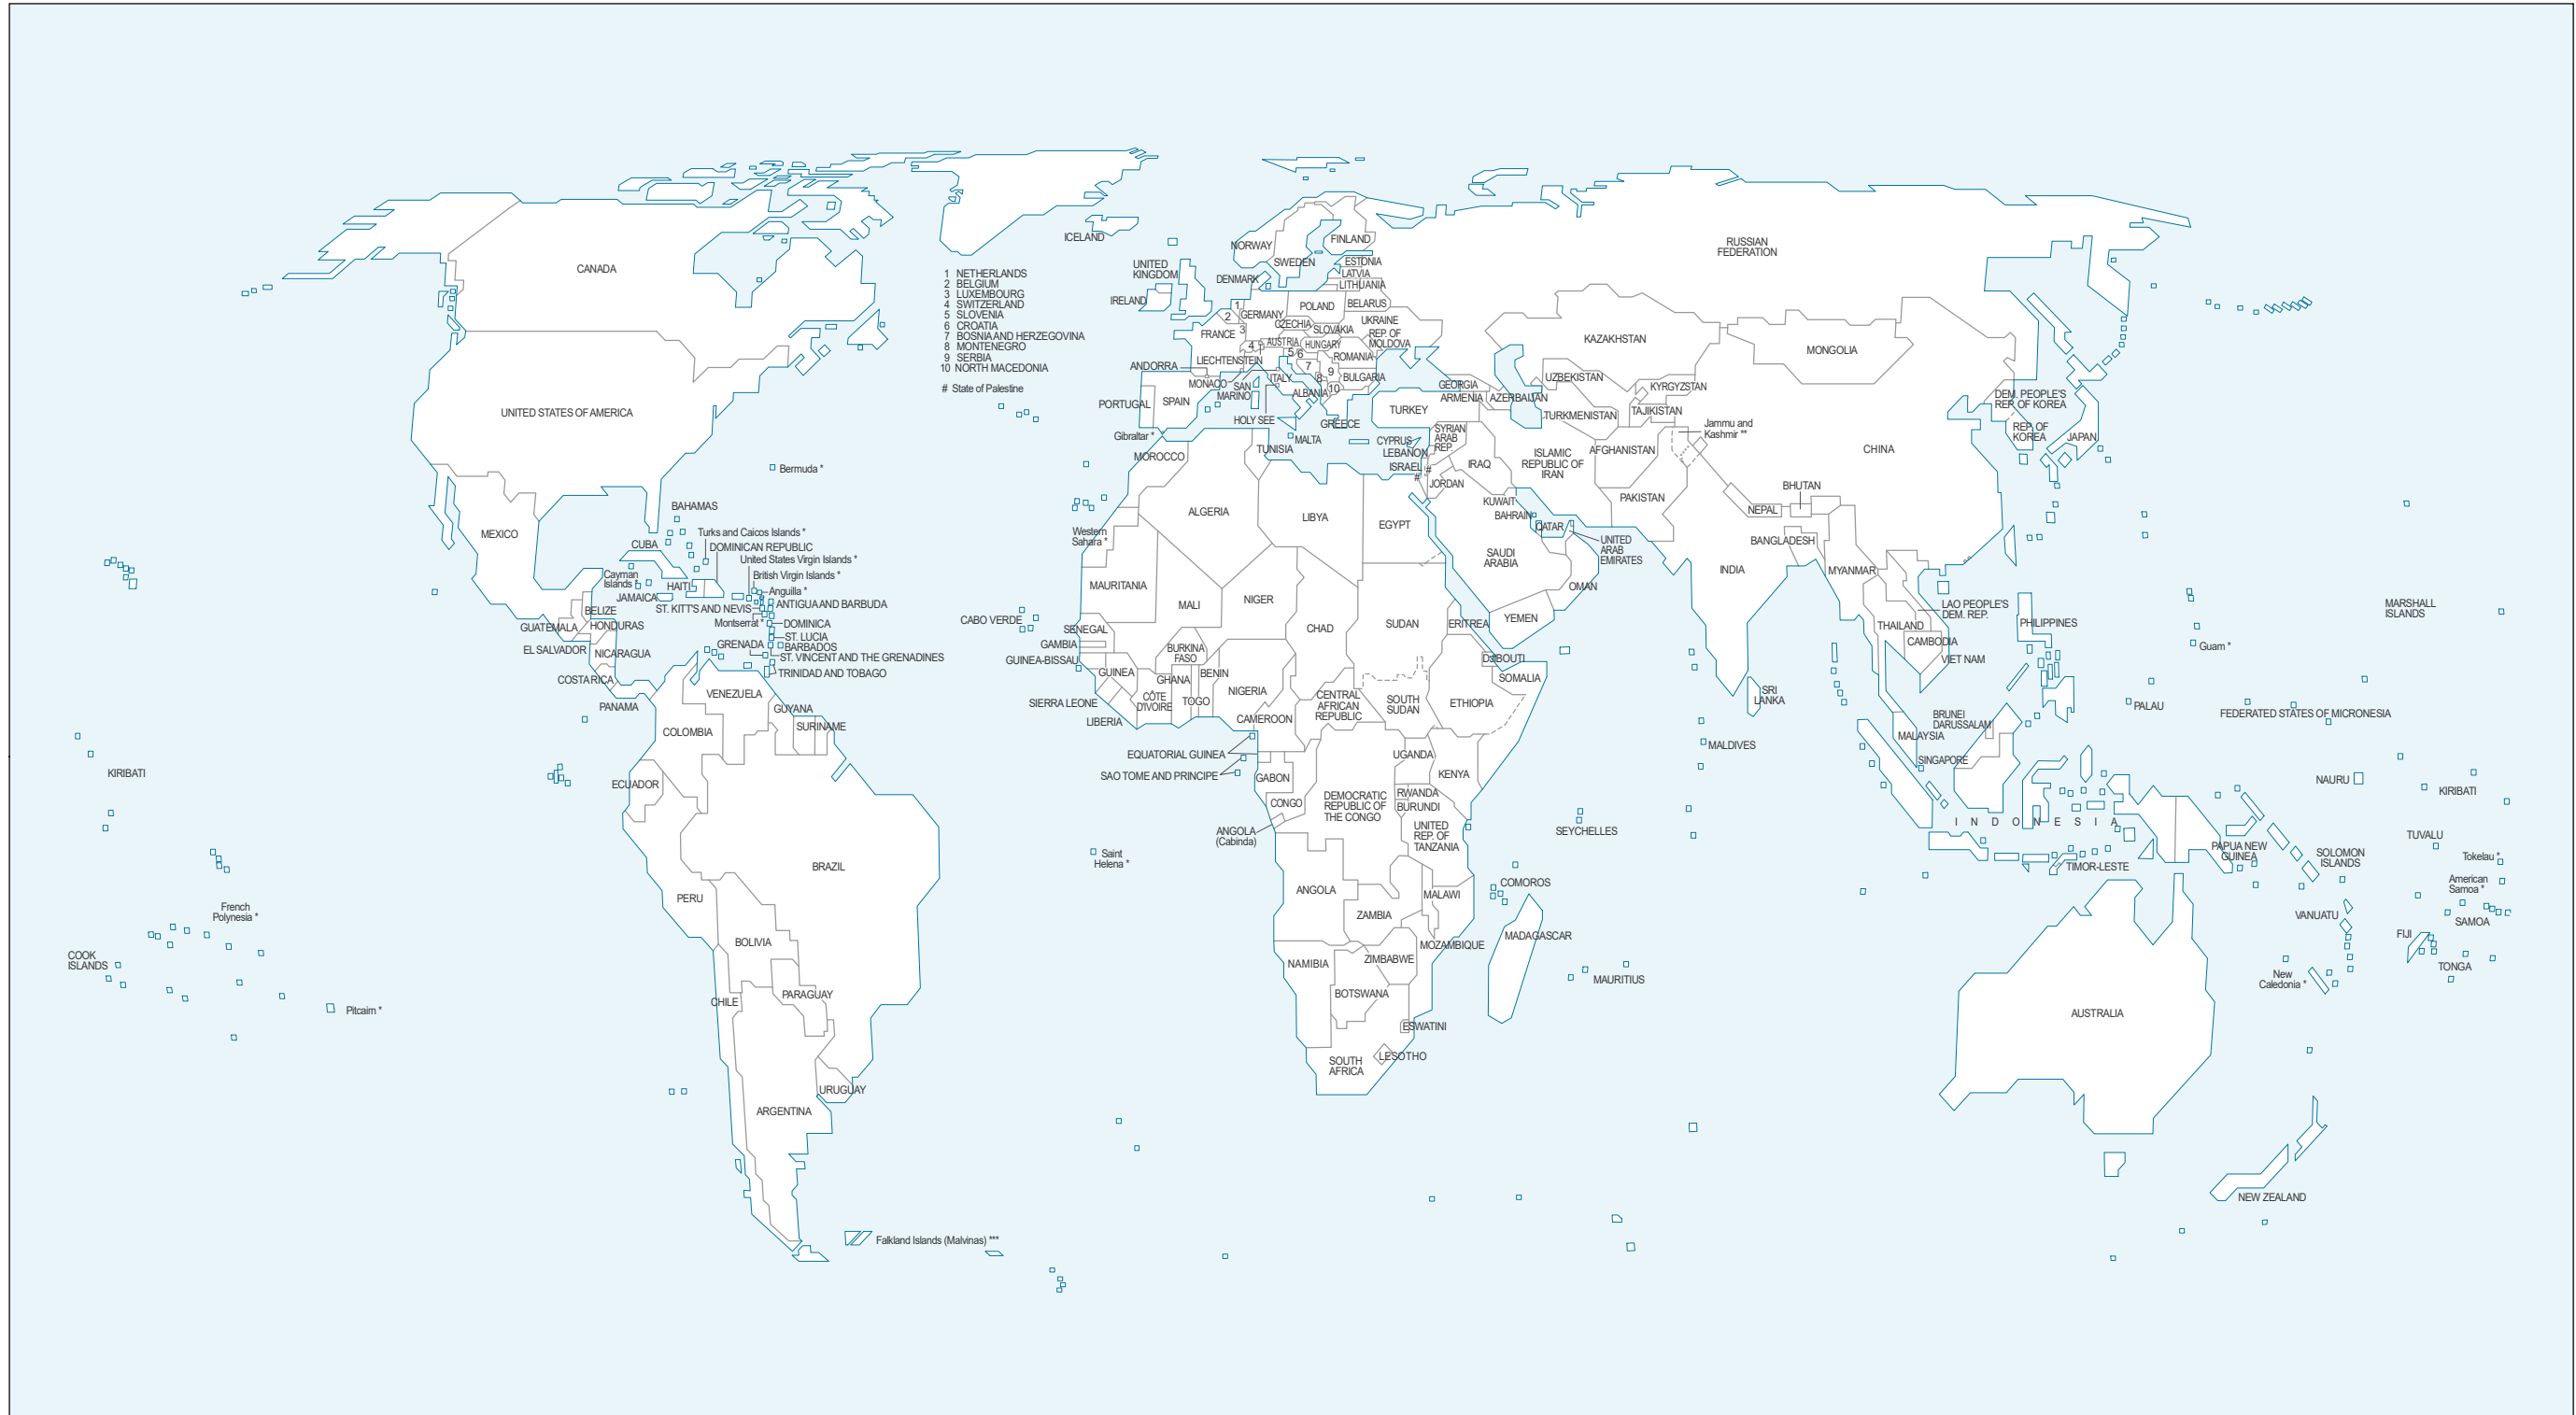 ICELAND
CANADA
NORWAY
FINLAND
SWEDEN
ESTONIA
LATVIA
LITHUANIA
DENMARK
UNITED
KINGDOM
IRELAND
RUSSIAN
FEDERATION
1 NETHERLANDS
2 BELGIUM
3 LUXEMBOURG
4 SWITZERLAND
5 SLOVENIA
6 CROATIA
7 BOSNIA AND HERZEGOVINA
8 MONTENEGRO
9 SERBIA
10 NORTH MACEDONIA
# State of Palestine
1
2
3
4
5
6
7
8
9
10
POLAND
BELARUS
GERMANY
CZECHIA
SLOVAKIA
UKRAINE
FRANCE
AUSTRIA
HUNGARY
REP. OF
MOLDOVA
ROMANIA
LIECHTENSTEIN
ANDORRA
MONACO
SAN
MARINO
ITALY
BULGARIA
ALBANIA
HOLY SEE
GREECE
PORTUGAL
SPAIN
Gibraltar *
MALTA
KAZAKHSTAN
MONGOLIA
UZBEKISTAN
KYRGYZSTAN
GEORGIA
ARMENIA
AZERBAIJAN
TURKMENISTAN
TAJIKISTAN
TURKEY
DEM. PEOPLE'S
REP. OF KOREA
REP. OF
KOREA
JAPAN
CHINA
Jammu and
Kashmir **
AFGHANISTAN
SYRIAN
ARAB
REP.
CYPRUS
LEBANON
ISRAEL
#
#
JORDAN
IRAQ
ISLAMIC
REPUBLIC OF
IRAN
KUWAIT
BAHRAIN
QATAR
PAKISTAN
UNITED
ARAB
EMIRATES
SAUDI
ARABIA
OMAN
YEMEN
NEPAL
BHUTAN
BANGLADESH
INDIA
MYANMAR
LAO PEOPLE'S
DEM. REP.
THAILAND
CAMBODIA
VIET NAM
PHILIPPINES
SRI
LANKA
MALDIVES
BRUNEI
DARUSSALAM
MALAYSIA
SINGAPORE
INDONESIA
TIMOR-LESTE
PAPUA NEW
GUINEA
PALAU
FEDERATED STATES OF MICRONESIA
Guam *
MARSHALL
ISLANDS
NAURU
KIRIBATI
TUVALU
SOLOMON
ISLANDS
Tokelau *
American
Samoa *
SAMOA
VANUATU
FIJI
TONGA
New
Caledonia *
AUSTRALIA
NEW ZEALAND
UNITED STATES OF AMERICA
Bermuda *
MEXICO
BAHAMAS
Turks and Caicos Islands *
CUBA
DOMINICAN REPUBLIC
United States Virgin Islands *
British Virgin Islands *
Cayman
Islands *
HAITI
JAMAICA
Anguilla *
ST. KITT'S AND NEVIS
ANTIGUA AND BARBUDA
Montserrat *
DOMINICA
ST. LUCIA
BARBADOS
GRENADA
ST. VINCENT AND THE GRENADINES
TRINIDAD AND TOBAGO
BELIZE
GUATEMALA
HONDURAS
EL SALVADOR
NICARAGUA
COSTA RICA
PANAMA
VENEZUELA
GUYANA
SURINAME
COLOMBIA
ECUADOR
BRAZIL
PERU
BOLIVIA
PARAGUAY
CHILE
URUGUAY
ARGENTINA
Falkland Islands (Malvinas) ***
KIRIBATI
French
Polynesia *
COOK
ISLANDS
Pitcairn *
MOROCCO
TUNISIA
ALGERIA
LIBYA
EGYPT
Western
Sahara *
MAURITANIA
MALI
NIGER
CHAD
SUDAN
ERITREA
CABO VERDE
SENEGAL
GAMBIA
GUINEA-BISSAU
GUINEA
SIERRA LEONE
LIBERIA
BURKINA
FASO
GHANA
CÔTE
D'IVOIRE
TOGO
BENIN
NIGERIA
CAMEROON
CENTRAL
AFRICAN
REPUBLIC
SOUTH
SUDAN
ETHIOPIA
DJIBOUTI
SOMALIA
EQUATORIAL GUINEA
SAO TOME AND PRINCIPE
GABON
CONGO
DEMOCRATIC
REPUBLIC OF
THE CONGO
UGANDA
KENYA
RWANDA
BURUNDI
UNITED
REP. OF
TANZANIA
ANGOLA
(Cabinda)
SEYCHELLES
Saint
Helena *
ANGOLA
ZAMBIA
MALAWI
COMOROS
MOZAMBIQUE
MADAGASCAR
MAURITIUS
NAMIBIA
ZIMBABWE
BOTSWANA
ESWATINI
LESOTHO
SOUTH
AFRICA